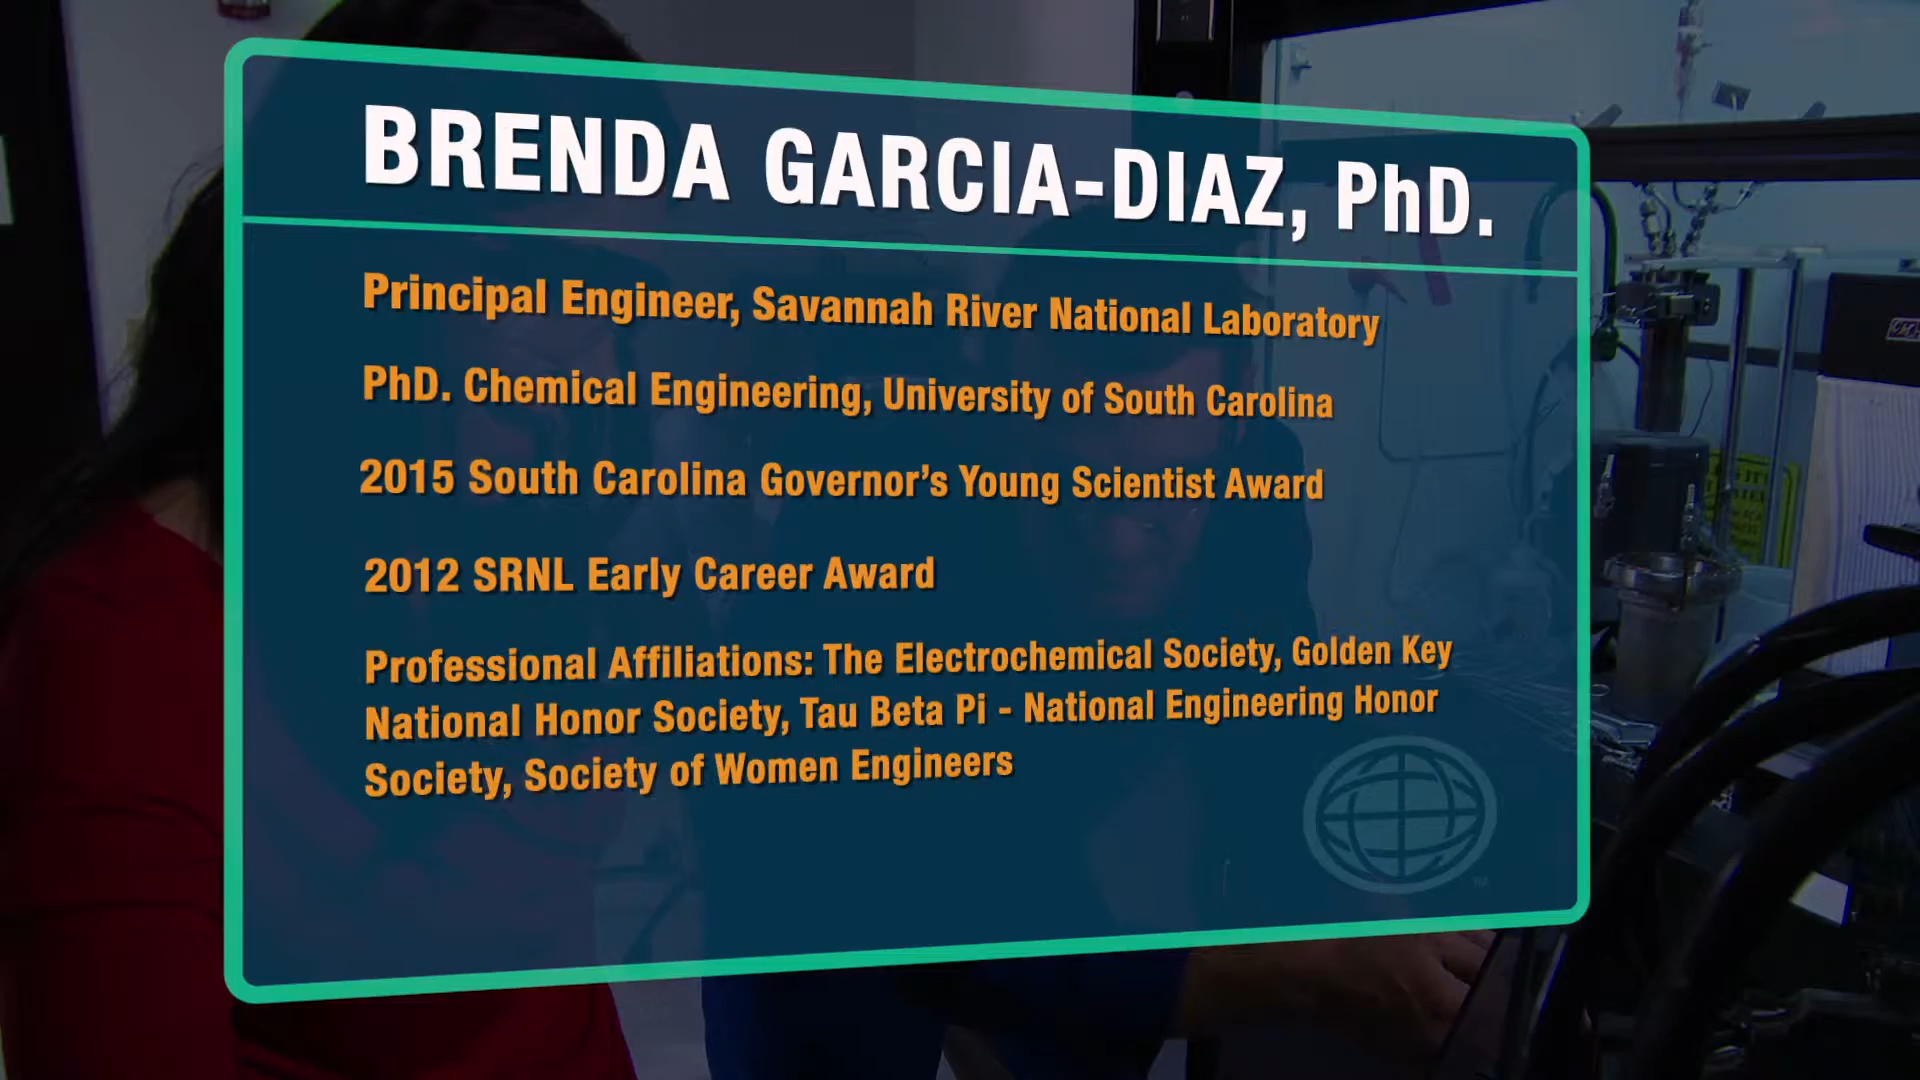 BRENDA GARCIA-DIAZ, PhD.
Principal Engineer, Savannah River National Laboratory
PhD. Chemical Engineering, University of South Carolina
2015 South Carolina Governor’s Young Scientist Award
2012 SRNL Early Career Award
Professional Affiliations: The Electrochemical Society, Golden Key
National Honor Society, Tau Beta Pi - National Engineering Honor
Society, Society of Women Engineers